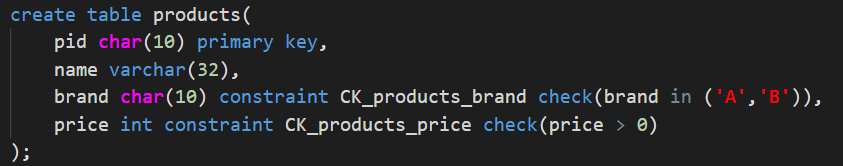 create table products(
    pid char(10) primary key,
    name varchar(32),
    brand char(10) constraint CK_products_brand check(brand in ('A','B')),
    price int constraint CK_products_price check(price > 0)
);